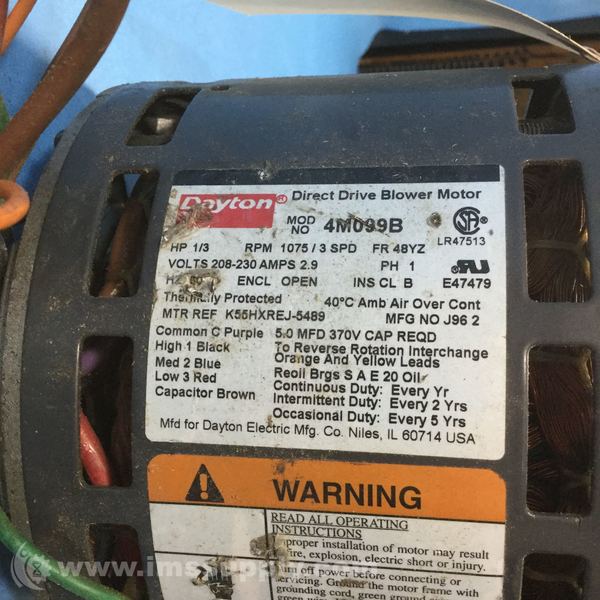 Dayton® Direct Drive Blower Motor
MOD NO 4M099B
LR47513
HP 1/3 RPM 1075 / 3 SPD FR 48YZ
VOLTS 208-230 AMPS 2.9 PH 1
HZ ENCL OPEN INS CL B E47479
Thermally Protected 40°C Amb Air Over Cont
MTR REF K55HXREJ-5489 MFG NO J96 2
Common C Purple 5.0 MFD 370V CAP REQD
High 1 Black To Reverse Rotation Interchange
Med 2 Blue Orange And Yellow Leads
Low 3 Red Reoil Brgs S A E 20 Oil
Capacitor Brown Continuous Duty: Every Yr
Intermittent Duty: Every 2 Yrs
Occasional Duty: Every 5 Yrs
Mfd for Dayton Electric Mfg. Co. Niles, IL 60714 USA
WARNING
READ ALL OPERATING
INSTRUCTIONS
Improper installation of motor may result
fire, explosion, electric short or injury.
off power before connecting or
servicing. Ground the motor frame with
grounding cord, green ground